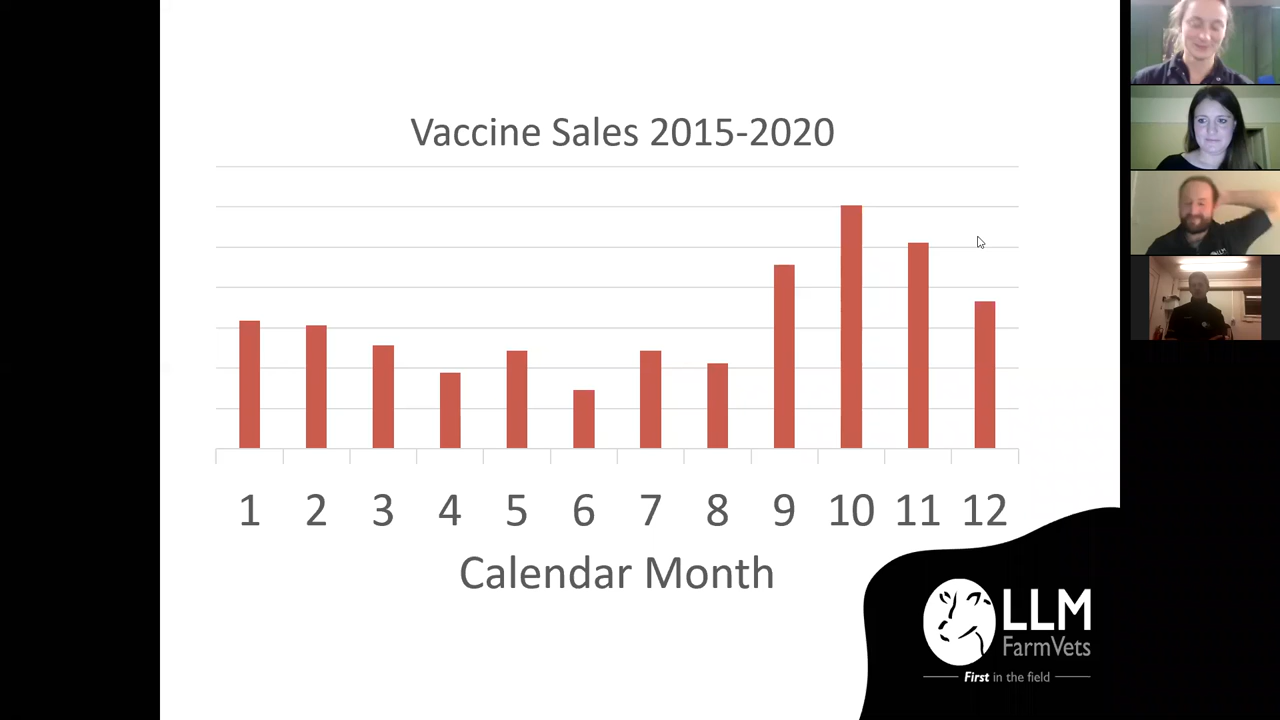 Vaccine Sales 2015-2020
1 2 3 4 5 6 7 8 9 10 11 12
Calendar Month
LLM
FarmVets
First in the field